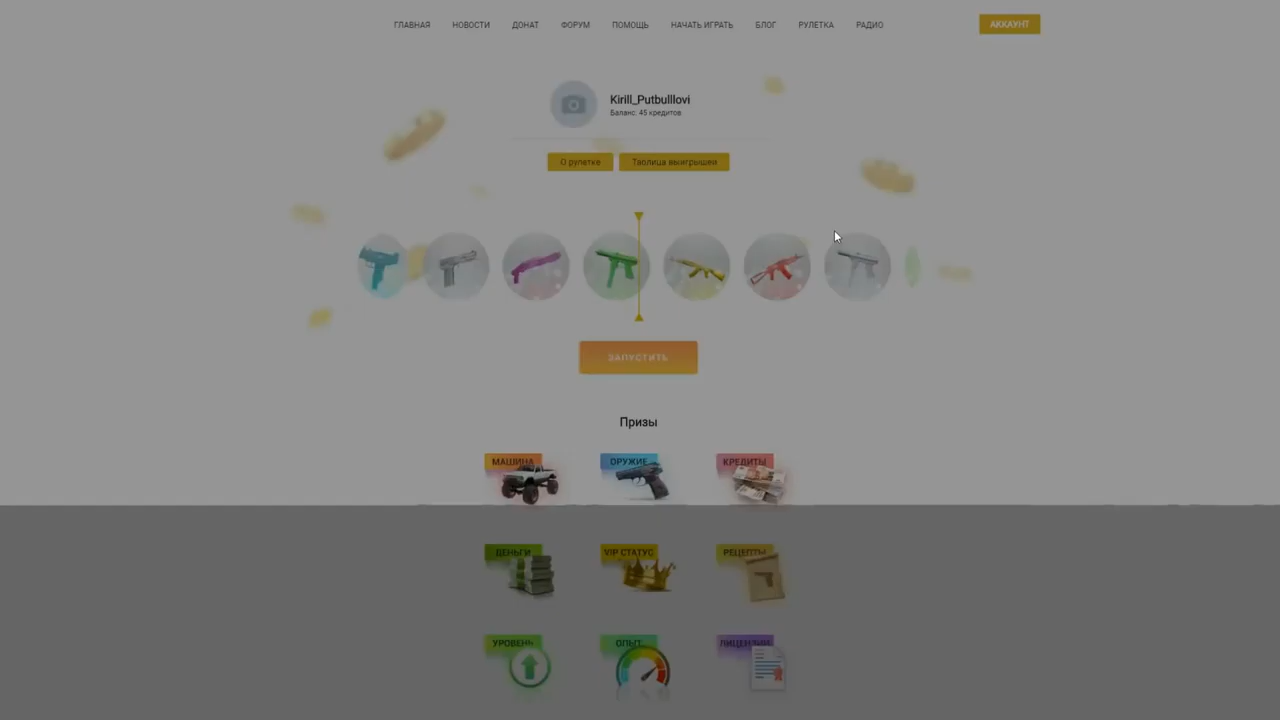 ГЛАВНАЯ НОВОСТИ ДОНАТ ФОРУМ ПОМОЩЬ НАЧАТЬ ИГРАТЬ БЛОГ РУЛЕТКА РАДИО АККАУНТ
Kirill_Putbulllovi
Баланс: 45 кредитов
О рулетке Таблица выигрышей
ЗАПУСТИТЬ
Призы
МАШИНА ОРУЖИЕ КРЕДИТЫ
ДЕНЬГИ VIP СТАТУС РЕЦЕПТЫ
УРОВЕНЬ ОПЫТ ЛИЦЕНЗИИ